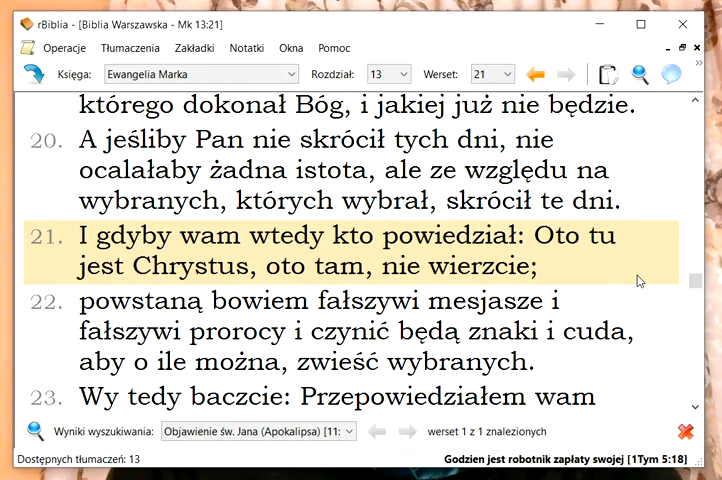 rBiblia - [Biblia Warszawska - Mk 13:21]
Operacje Tłumaczenia Zakładki Notatki Okna Pomoc
Księga: Ewangelia Marka Rozdział: 13 Werset: 21
którego dokonał Bóg, i jakiej już nie będzie.
20. A jeśliby Pan nie skrócił tych dni, nie
ocalałaby żadna istota, ale ze względu na
wybranych, których wybrał, skrócił te dni.
21. I gdyby wam wtedy kto powiedział: Oto tu
jest Chrystus, oto tam, nie wierzcie;
22. powstaną bowiem fałszywi mesjasze i
fałszywi prorocy i czynić będą znaki i cuda,
aby o ile można, zwieść wybranych.
23. Wy tedy baczcie: Przepowiedziałem wam
Wyniki wyszukiwania: Objawienie św. Jana (Apokalipsa) [11: werset 1 z 1 znalezionych
Dostępnych tłumaczeń: 13 Godzien jest robotnik zapłaty swojej [1Tym 5:18]